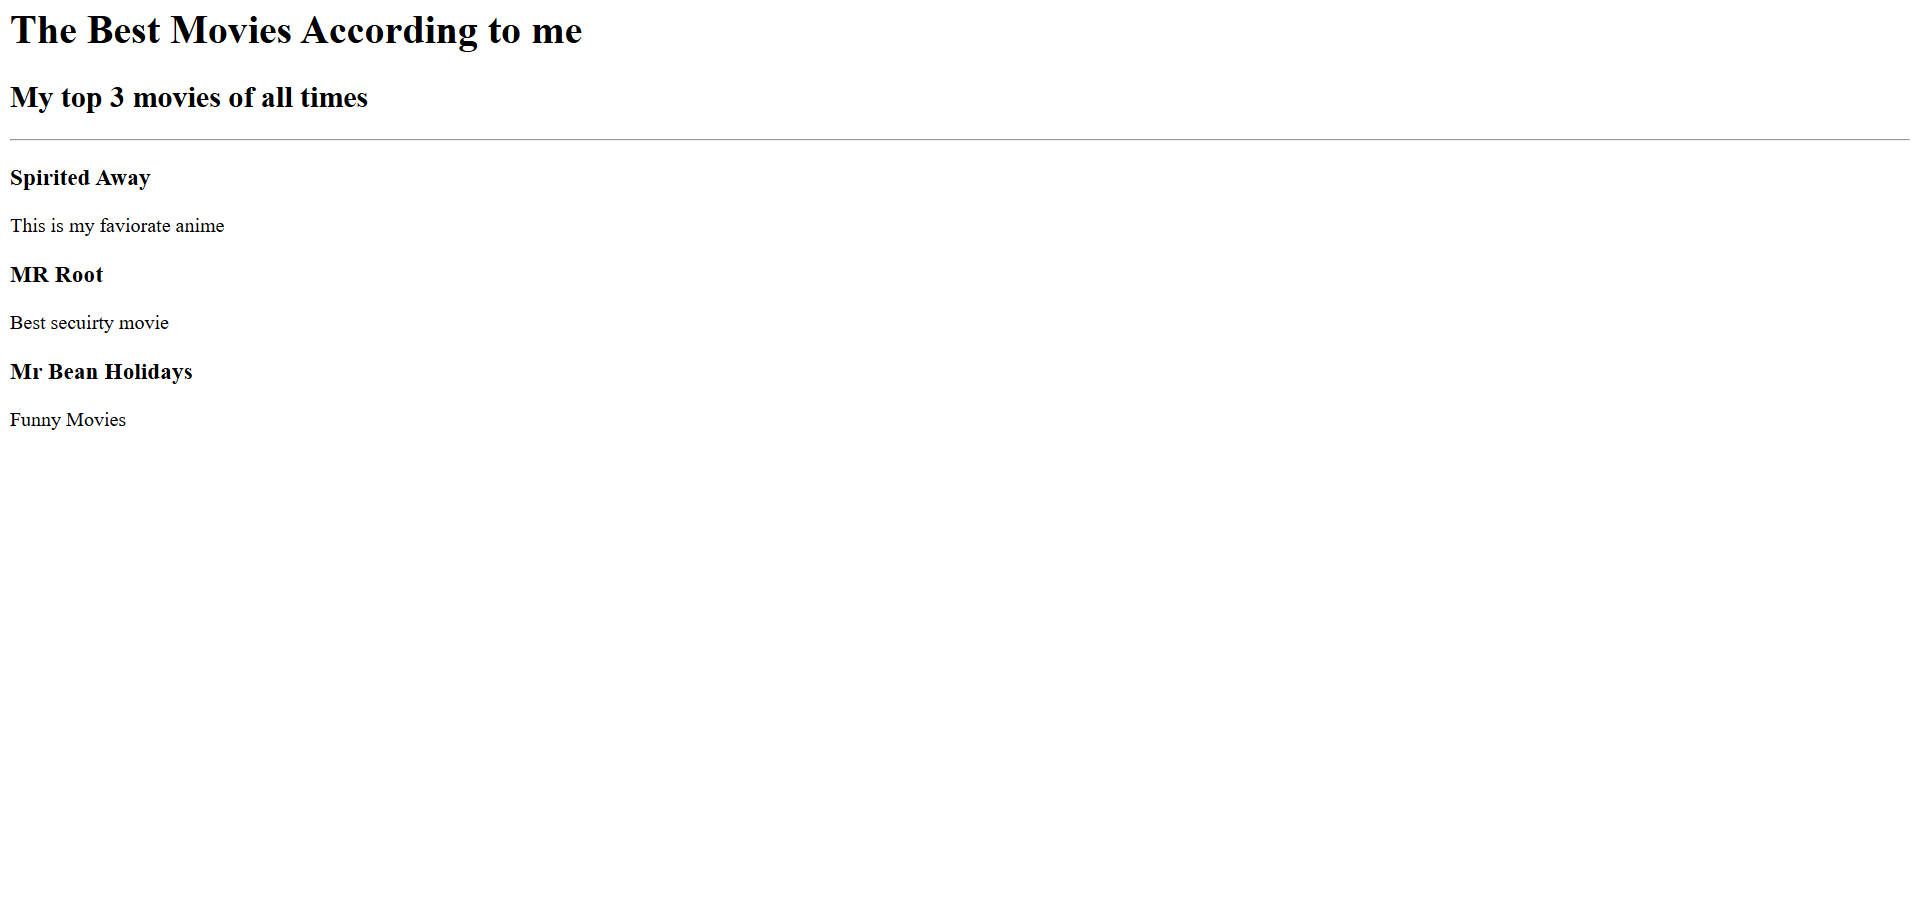 The Best Movies According to me
My top 3 movies of all times
Spirited Away
This is my faviorate anime
MR Root
Best secuirty movie
Mr Bean Holidays
Funny Movies